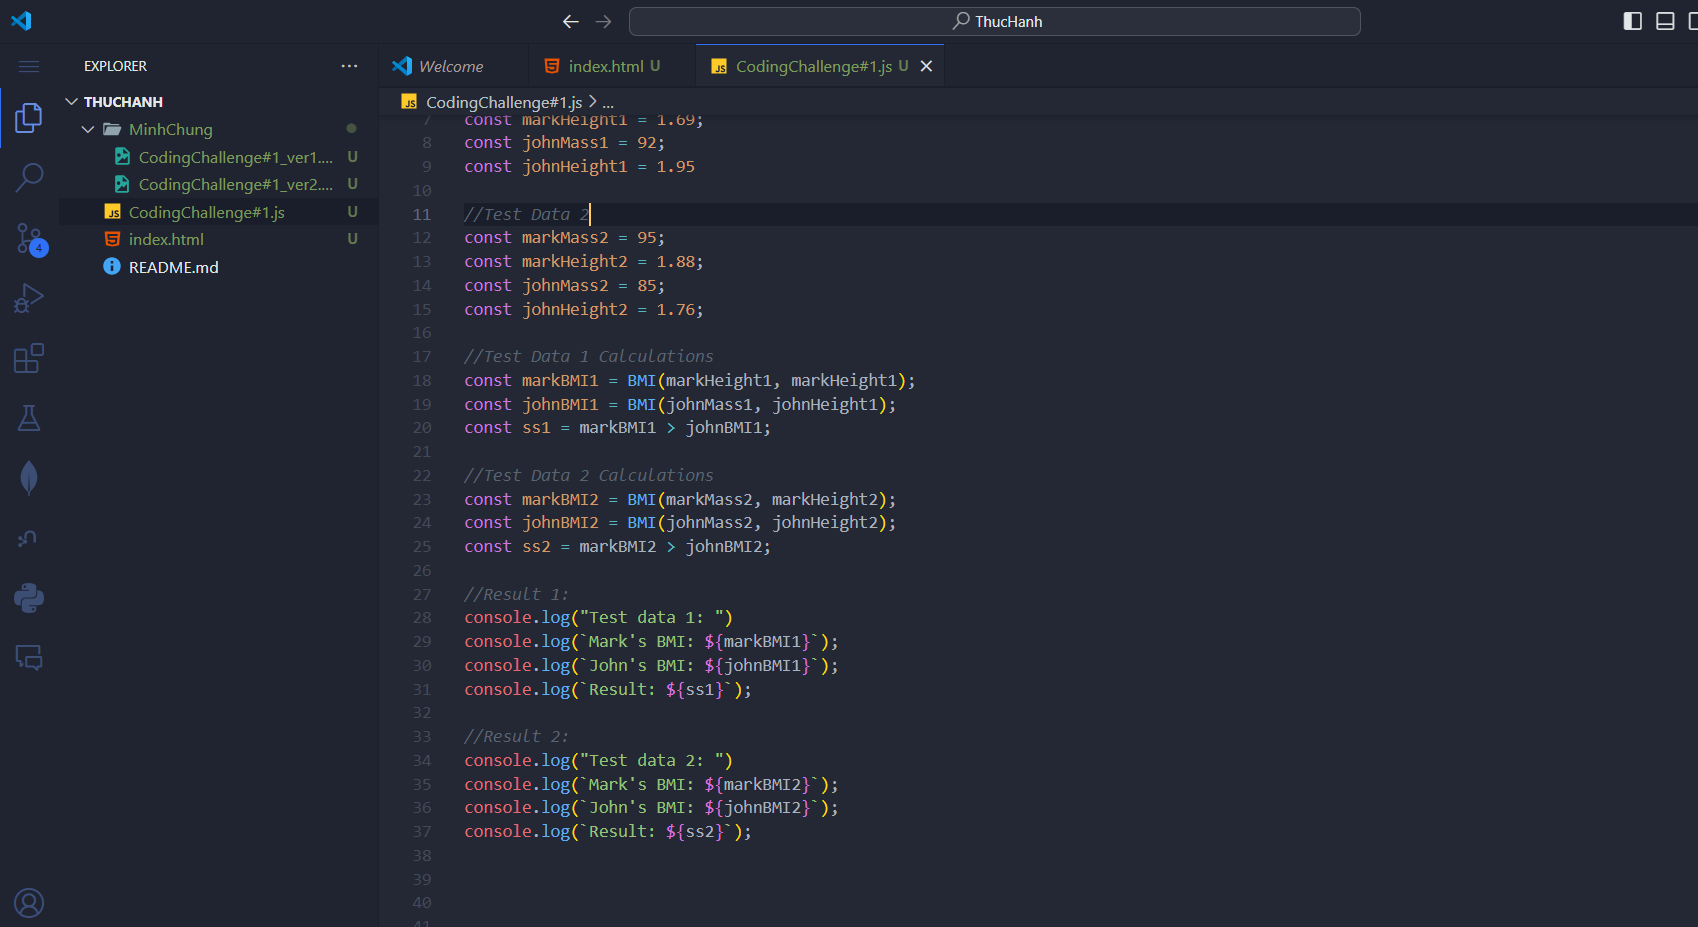 ThucHanh
EXPLORER
Welcome
index.html U
CodingChallenge#1.js U
THUCHANH
MinhChung
CodingChallenge#1_ver1.... U
CodingChallenge#1_ver2.... U
CodingChallenge#1.js U
index.html U
README.md
4
CodingChallenge#1.js > ...
7 const markHeight1 = 1.69;
8 const johnMass1 = 92;
9 const johnHeight1 = 1.95
10
11 //Test Data 2
12 const markMass2 = 95;
13 const markHeight2 = 1.88;
14 const johnMass2 = 85;
15 const johnHeight2 = 1.76;
16
17 //Test Data 1 Calculations
18 const markBMI1 = BMI(markHeight1, markHeight1);
19 const johnBMI1 = BMI(johnMass1, johnHeight1);
20 const ss1 = markBMI1 > johnBMI1;
21
22 //Test Data 2 Calculations
23 const markBMI2 = BMI(markMass2, markHeight2);
24 const johnBMI2 = BMI(johnMass2, johnHeight2);
25 const ss2 = markBMI2 > johnBMI2;
26
27 //Result 1:
28 console.log("Test data 1: ")
29 console.log(`Mark's BMI: ${markBMI1}`);
30 console.log(`John's BMI: ${johnBMI1}`);
31 console.log(`Result: ${ss1}`);
32
33 //Result 2:
34 console.log("Test data 2: ")
35 console.log(`Mark's BMI: ${markBMI2}`);
36 console.log(`John's BMI: ${johnBMI2}`);
37 console.log(`Result: ${ss2}`);
38
39
40
41